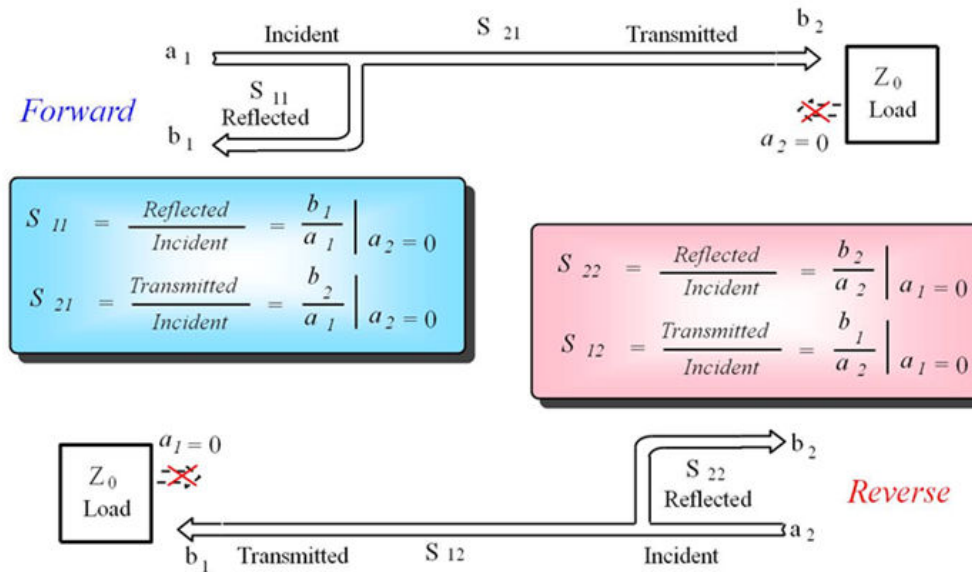 Incident S 21 Transmitted b 2
a 1
Z 0
Load
S 11
Reflected
Forward
b 1
a 2 = 0
S 11 = Reflected / Incident = b 1 / a 1 | a 2 = 0
S 21 = Transmitted / Incident = b 2 / a 1 | a 2 = 0
S 22 = Reflected / Incident = b 2 / a 2 | a 1 = 0
S 12 = Transmitted / Incident = b 1 / a 2 | a 1 = 0
a 1 = 0
Z 0
Load
b 2
S 22
Reflected
Reverse
a 2
b 1 Transmitted S 12 Incident